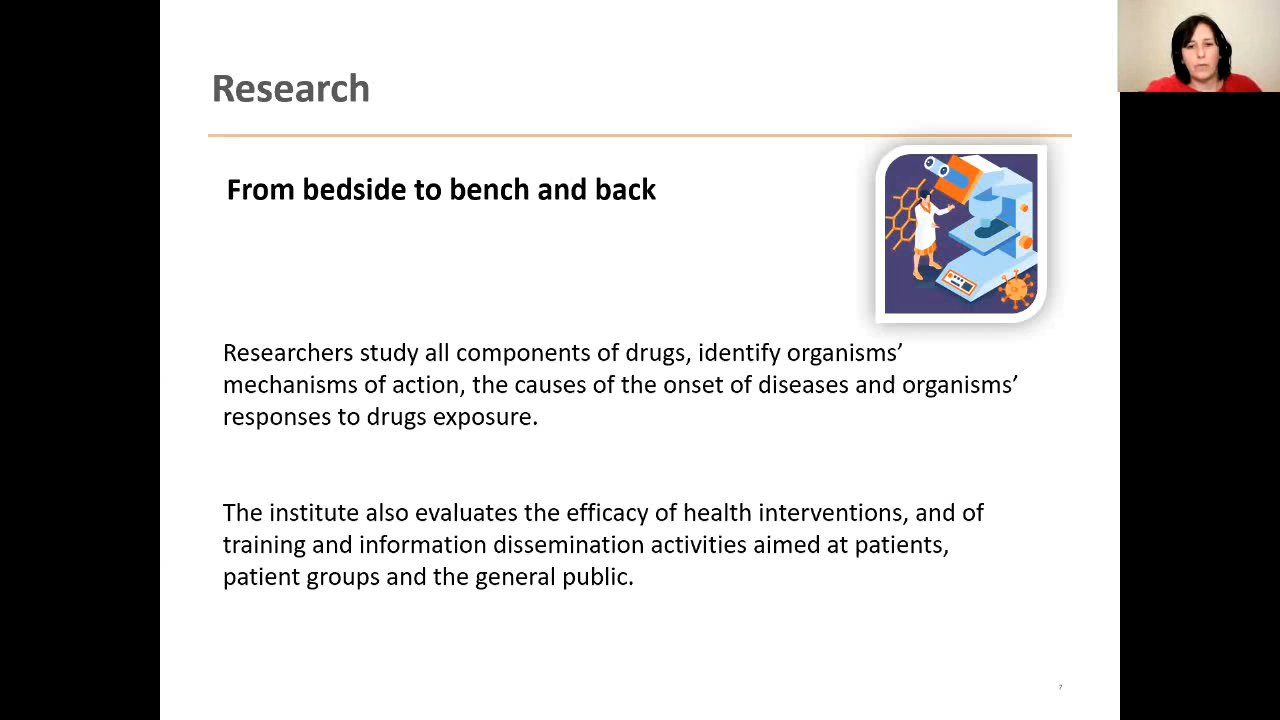 Research
From bedside to bench and back
Researchers study all components of drugs, identify organisms’
mechanisms of action, the causes of the onset of diseases and organisms’
responses to drugs exposure.
The institute also evaluates the efficacy of health interventions, and of
training and information dissemination activities aimed at patients,
patient groups and the general public.
7